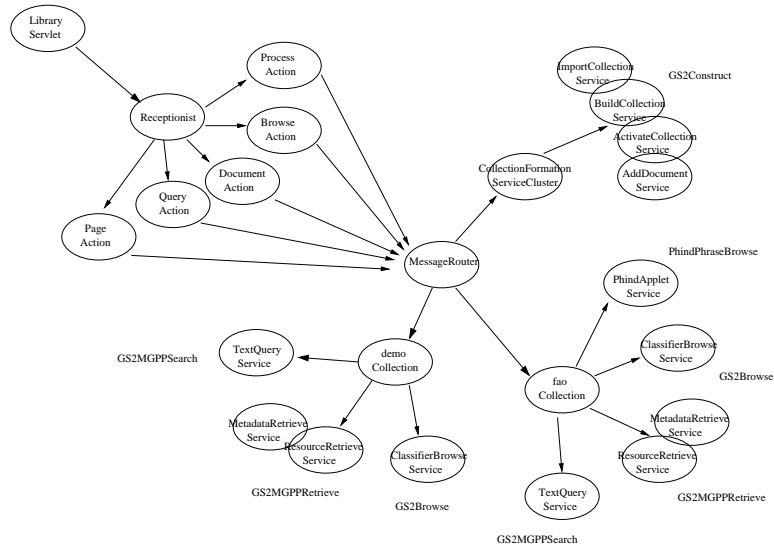 Library
Servlet
Process
Action
ImportCollection
Service
GS2Construct
Receptionist
BuildCollection
Service
Browse
Action
ActivateCollection
Service
Document
Action
CollectionFormation
ServiceCluster
AddDocument
Service
Query
Action
Page
Action
MessageRouter
PhindPhraseBrowse
PhindApplet
Service
GS2MGPPSearch
TextQuery
Service
demo
Collection
ClassifierBrowse
Service
GS2Browse
fao
Collection
MetadataRetrieve
Service
ResourceRetrieve
Service
GS2MGPPRetrieve
ClassifierBrowse
Service
GS2Browse
MetadataRetrieve
Service
ResourceRetrieve
Service
GS2MGPPRetrieve
TextQuery
Service
GS2MGPPSearch